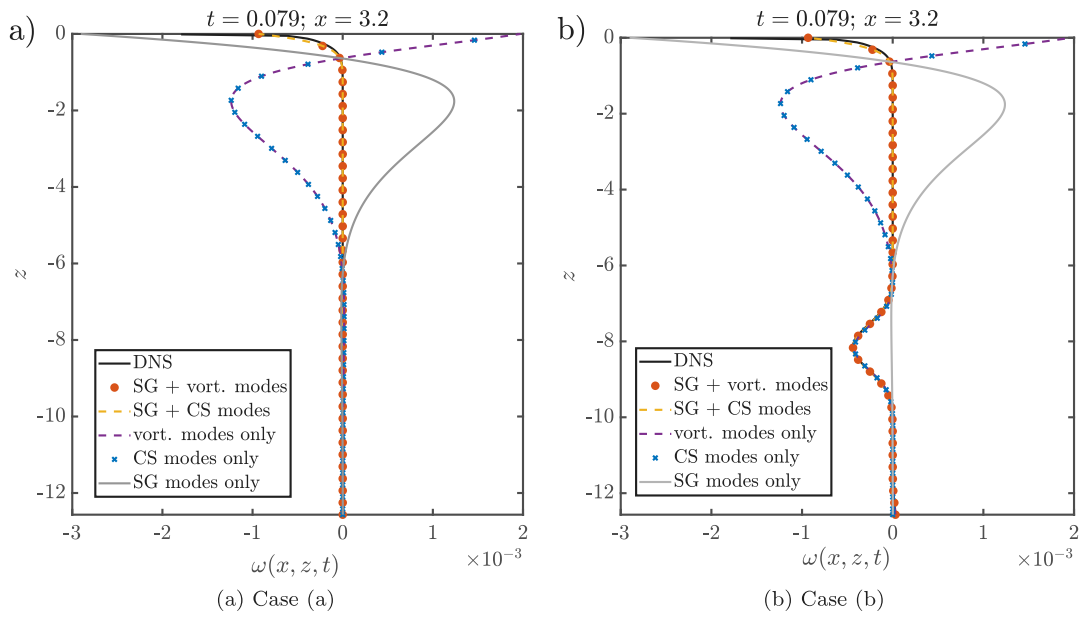 a)
t = 0.079; x = 3.2
0
-2
-4
-6
-8
-10
-12
z
DNS
SG + vort. modes
SG + CS modes
vort. modes only
CS modes only
SG modes only
-3
-2
-1
0
1
2
×10⁻³
ω(x, z, t)
(a) Case (a)
b)
t = 0.079; x = 3.2
0
-2
-4
-6
-8
-10
-12
z
DNS
SG + vort. modes
SG + CS modes
vort. modes only
CS modes only
SG modes only
-3
-2
-1
0
1
2
×10⁻³
ω(x, z, t)
(b) Case (b)